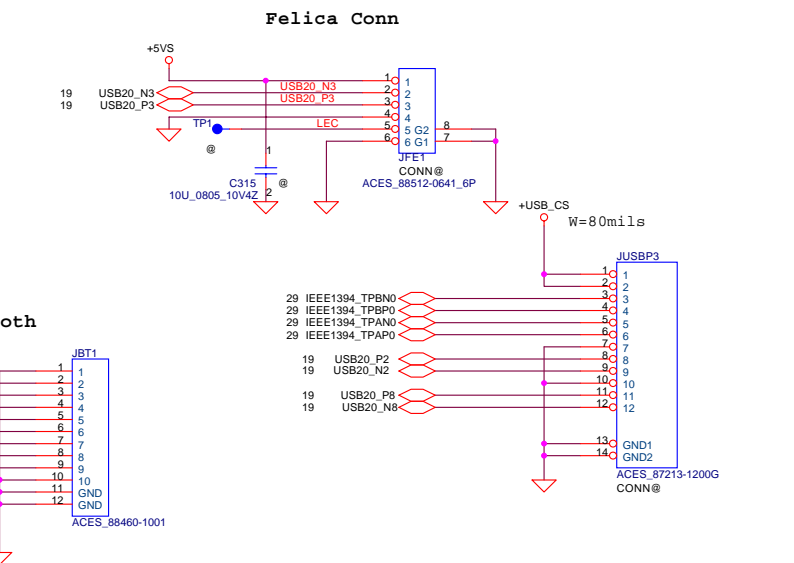 Felica Conn
+5VS
19 USB20_N3
19 USB20_P3
USB20_N3
USB20_P3
LEC
TP1
@
1
2
3
4
5
6
1
2
3
4
5 G2
6 G1
8
7
JFE1
CONN@
ACES_88512-0641_6P
1
C315
@
10U_0805_10V4Z
2
+USB_CS
W=80mils
JUSBP3
29 IEEE1394_TPBN0
29 IEEE1394_TPBP0
29 IEEE1394_TPAN0
29 IEEE1394_TPAP0
19 USB20_P2
19 USB20_N2
19 USB20_P8
19 USB20_N8
1
2
3
4
5
6
7
8
9
10
11
12
13
14
1
2
3
4
5
6
7
8
9
10
11
12
GND1
GND2
ACES_87213-1200G
CONN@
oth
JBT1
1
2
3
4
5
6
7
8
9
10
11
12
1
2
3
4
5
6
7
8
9
10
GND
GND
ACES_88460-1001